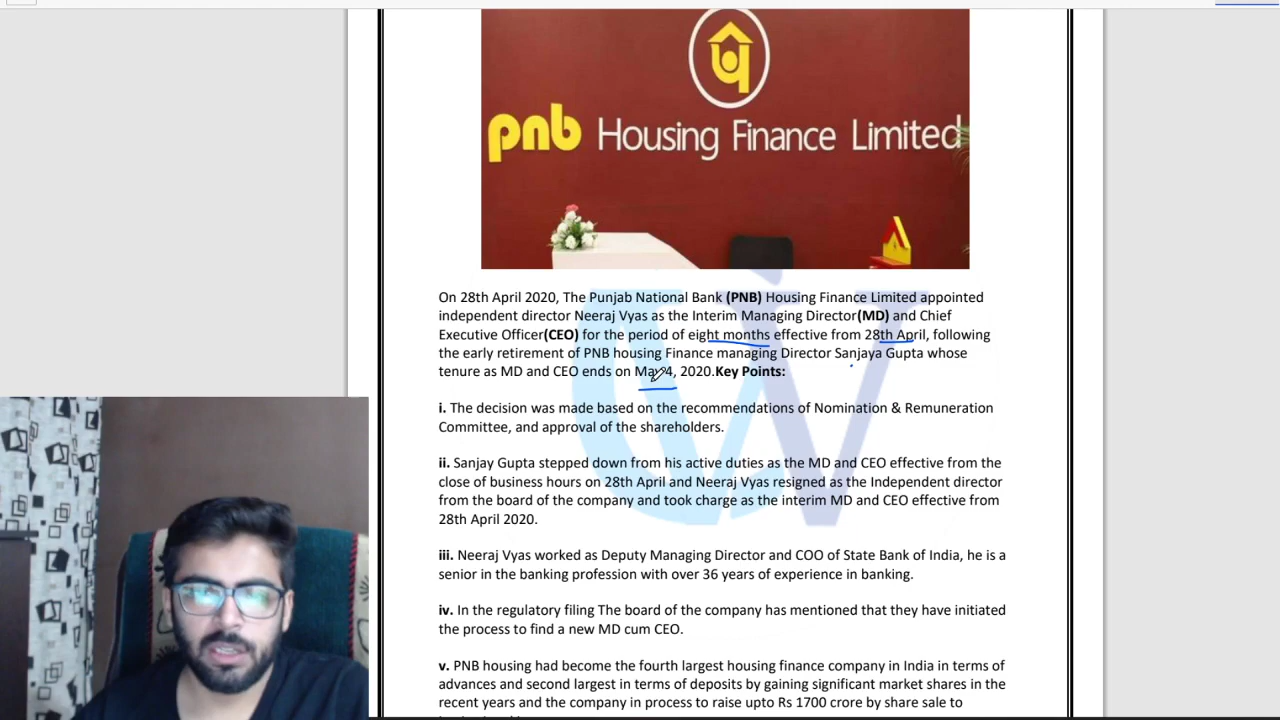 pnb Housing Finance Limited
On 28th April 2020, The Punjab National Bank (PNB) Housing Finance Limited appointed
independent director Neeraj Vyas as the Interim Managing Director(MD) and Chief
Executive Officer(CEO) for the period of eight months effective from 28th April, following
the early retirement of PNB housing Finance managing Director Sanjaya Gupta whose
tenure as MD and CEO ends on May 4, 2020.Key Points:
i. The decision was made based on the recommendations of Nomination & Remuneration
Committee, and approval of the shareholders.
ii. Sanjay Gupta stepped down from his active duties as the MD and CEO effective from the
close of business hours on 28th April and Neeraj Vyas resigned as the Independent director
from the board of the company and took charge as the interim MD and CEO effective from
28th April 2020.
iii. Neeraj Vyas worked as Deputy Managing Director and COO of State Bank of India, he is a
senior in the banking profession with over 36 years of experience in banking.
iv. In the regulatory filing The board of the company has mentioned that they have initiated
the process to find a new MD cum CEO.
v. PNB housing had become the fourth largest housing finance company in India in terms of
advances and second largest in terms of deposits by gaining significant market shares in the
recent years and the company in process to raise upto Rs 1700 crore by share sale to